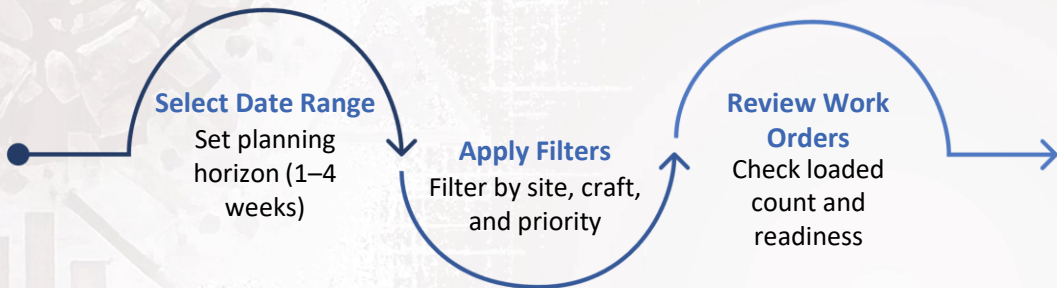 Select Date Range
Set planning
horizon (1–4
weeks)
Apply Filters
Filter by site, craft,
and priority
Review Work
Orders
Check loaded
count and
readiness